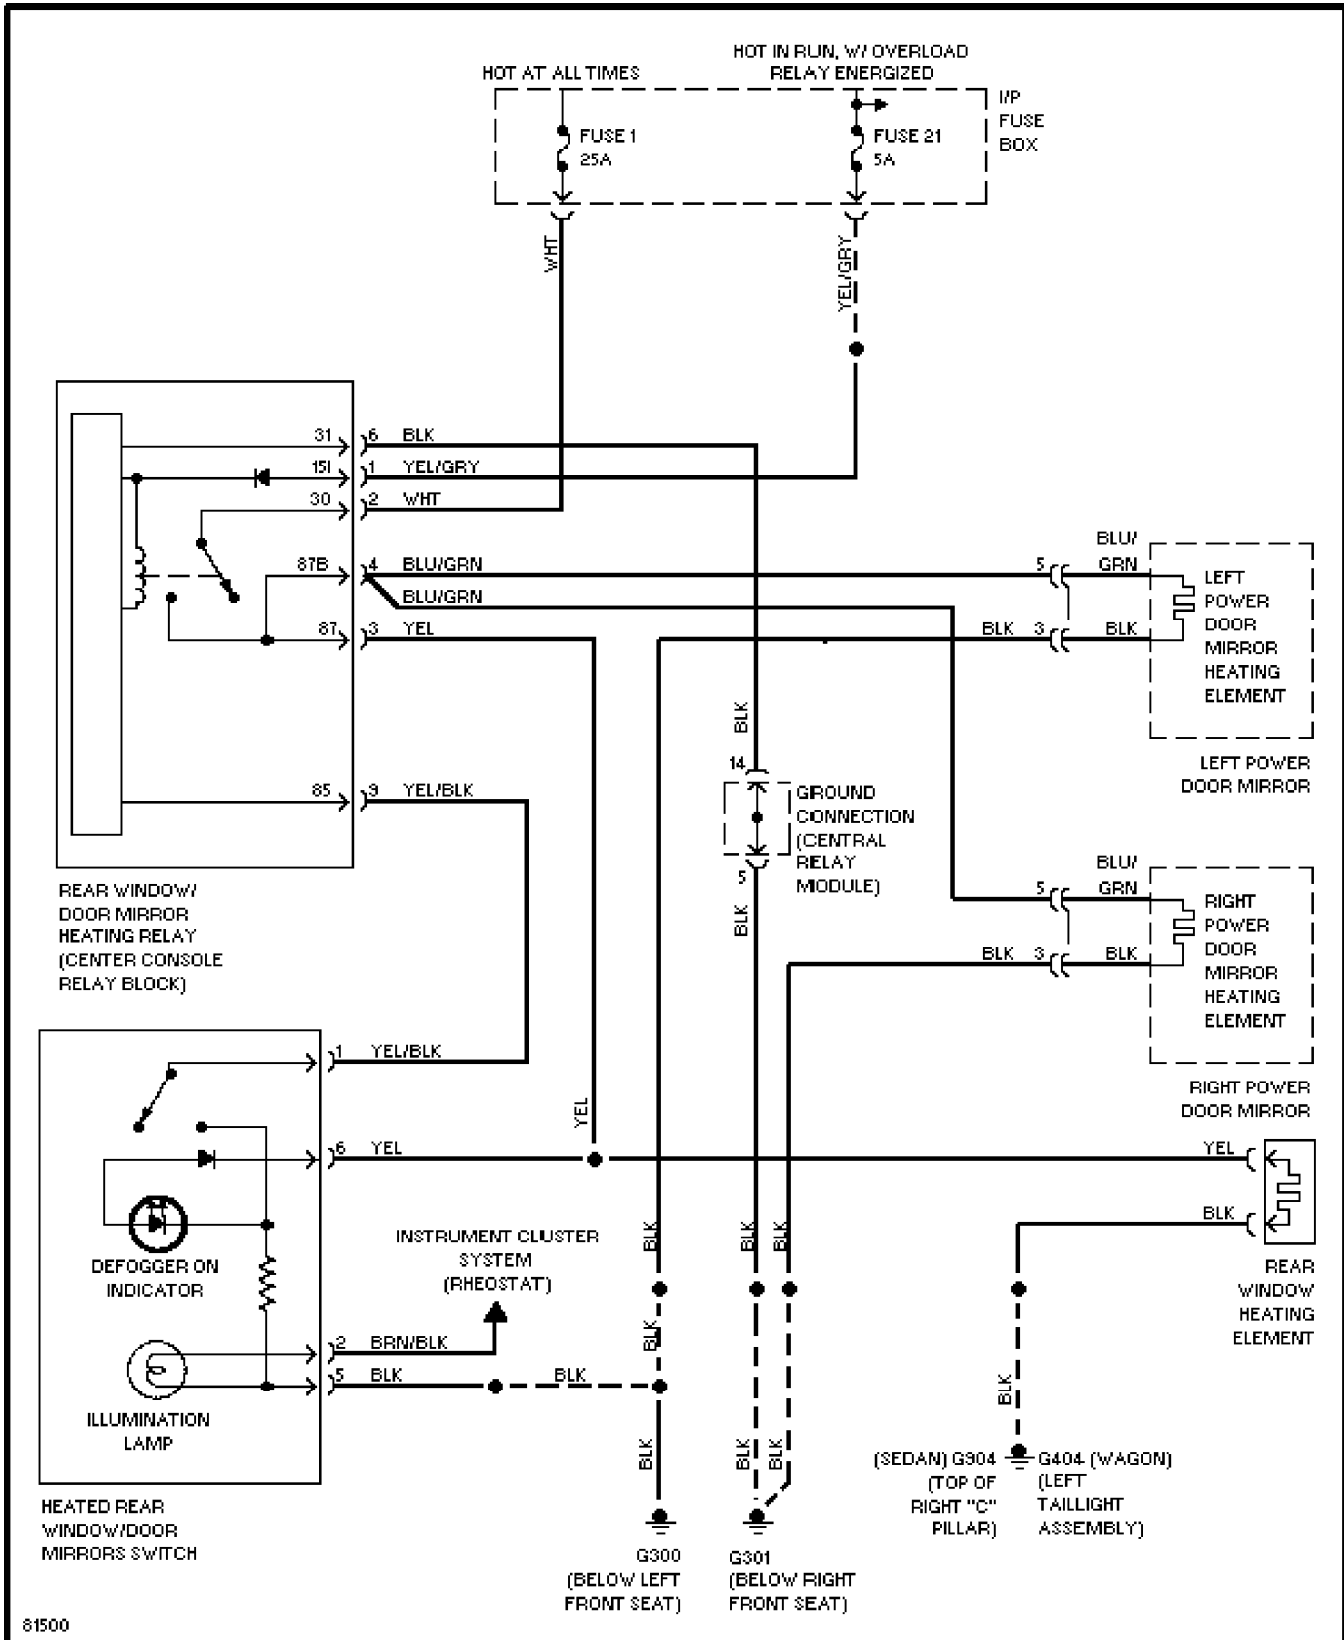 HOT AT ALL TIMES
HOT IN RUN, W/ OVERLOAD
RELAY ENERGIZED
I/P
FUSE
BOX
FUSE 1
25A
FUSE 21
5A
WHT
YEL/GRY
31
6
BLK
15I
1
YEL/GRY
30
2
WHT
87B
4
BLU/GRN
BLU/GRN
87
3
YEL
85
9
YEL/BLK
REAR WINDOW/
DOOR MIRROR
HEATING RELAY
(CENTER CONSOLE
RELAY BLOCK)
BLU/
5
GRN
BLK
3
BLK
LEFT
POWER
DOOR
MIRROR
HEATING
ELEMENT
LEFT POWER
DOOR MIRROR
BLK
14
GROUND
CONNECTION
(CENTRAL
RELAY
MODULE)
5
BLK
BLU/
5
GRN
BLK
3
BLK
RIGHT
POWER
DOOR
MIRROR
HEATING
ELEMENT
RIGHT POWER
DOOR MIRROR
1
YEL/BLK
YEL
6
YEL
YEL
BLK
REAR
WINDOW
HEATING
ELEMENT
DEFOGGER ON
INDICATOR
INSTRUMENT CLUSTER
SYSTEM
(RHEOSTAT)
BLK
BLK
BLK
BLK
2
BRN/BLK
5
BLK
BLK
ILLUMINATION
LAMP
BLK
BLK
BLK
BLK
(SEDAN) G904
(TOP OF
RIGHT "C"
PILLAR)
G404 (WAGON)
(LEFT
TAILLIGHT
ASSEMBLY)
HEATED REAR
WINDOW/DOOR
MIRRORS SWITCH
G300
(BELOW LEFT
FRONT SEAT)
G301
(BELOW RIGHT
FRONT SEAT)
81500